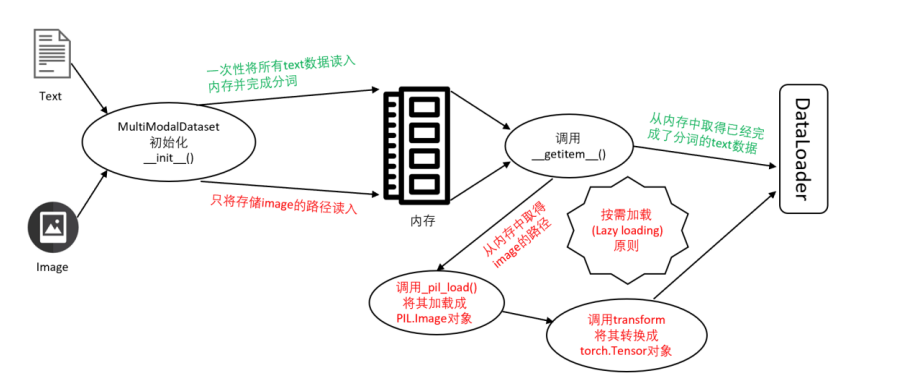 Text
Image
MultiModalDataset
初始化
__init__()
一次性将所有text数据读入
内存并完成分词
只将存储image的路径读入
内存
调用
__getitem__()
从内存中取得已经完
成了分词的text数据
DataLoader
从内存中取得
image的路径
按需加载
(Lazy loading)
原则
调用_pil_load()
将其加载成
PIL.Image对象
调用transform
将其转换成
torch.Tensor对象